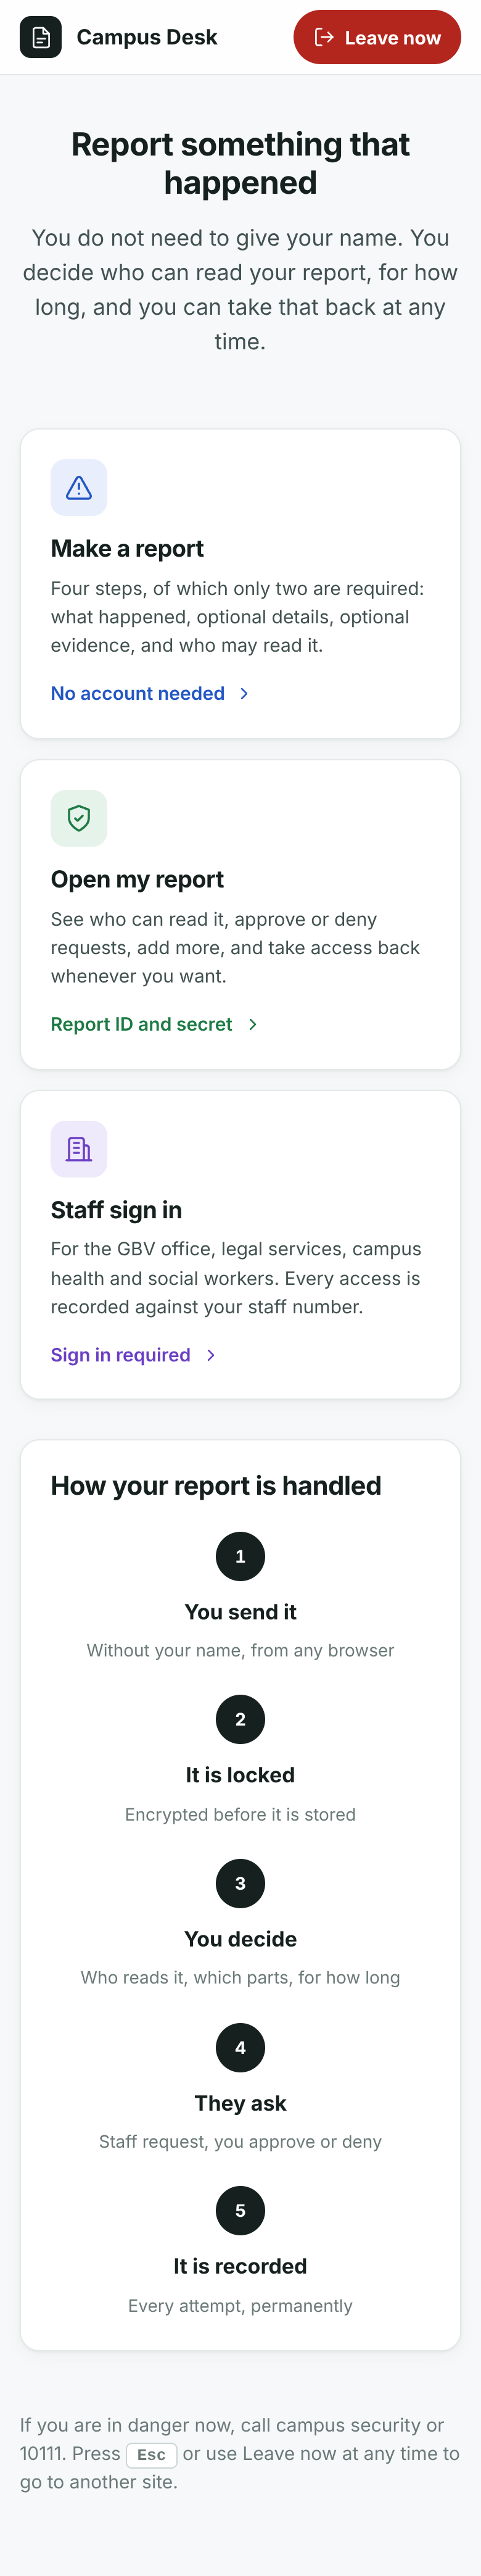 Campus Desk
Leave now
Report something that
happened
You do not need to give your name. You
decide who can read your report, for how
long, and you can take that back at any
time.
Make a report
Four steps, of which only two are required:
what happened, optional details, optional
evidence, and who may read it.
No account needed
Open my report
See who can read it, approve or deny
requests, add more, and take access back
whenever you want.
Report ID and secret
Staff sign in
For the GBV office, legal services, campus
health and social workers. Every access is
recorded against your staff number.
Sign in required
How your report is handled
1
You send it
Without your name, from any browser
2
It is locked
Encrypted before it is stored
3
You decide
Who reads it, which parts, for how long
4
They ask
Staff request, you approve or deny
5
It is recorded
Every attempt, permanently
If you are in danger now, call campus security or
10111. Press Esc or use Leave now at any time to
go to another site.